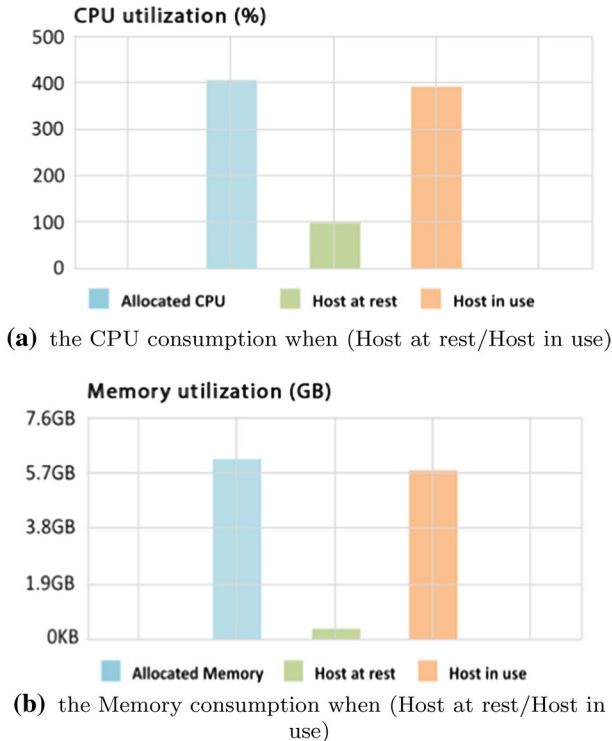 CPU utilization (%)
500
400
300
200
100
0
Allocated CPU Host at rest Host in use
(a) the CPU consumption when (Host at rest/Host in use)
Memory utilization (GB)
7.6GB
5.7GB
3.8GB
1.9GB
0KB
Allocated Memory Host at rest Host in use
(b) the Memory consumption when (Host at rest/Host in
use)